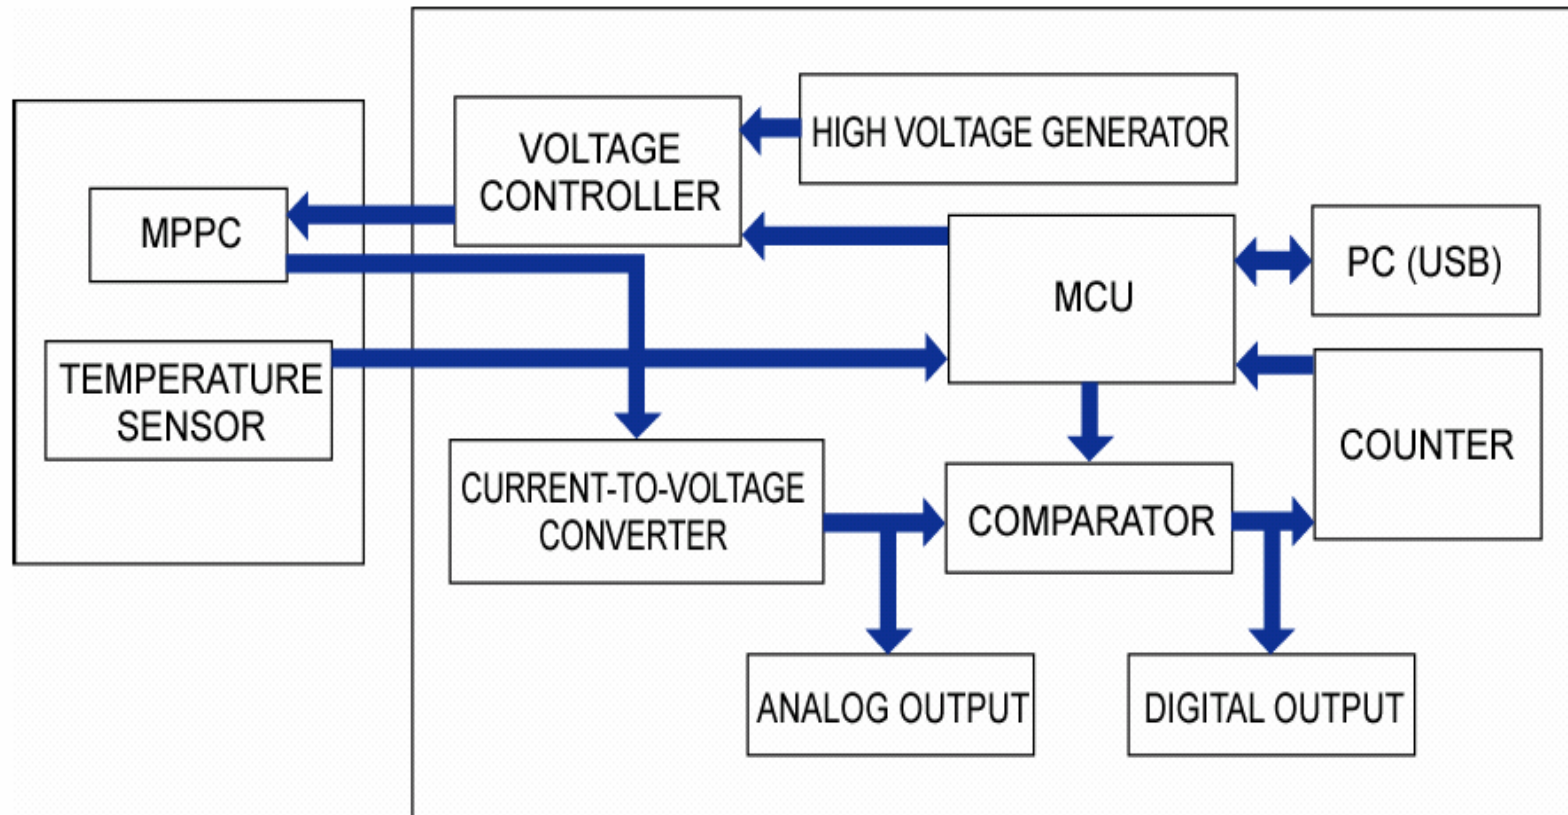 HIGH VOLTAGE GENERATOR
VOLTAGE
CONTROLLER
MPPC
MCU
PC (USB)
TEMPERATURE
SENSOR
COUNTER
CURRENT-TO-VOLTAGE
CONVERTER
COMPARATOR
ANALOG OUTPUT
DIGITAL OUTPUT